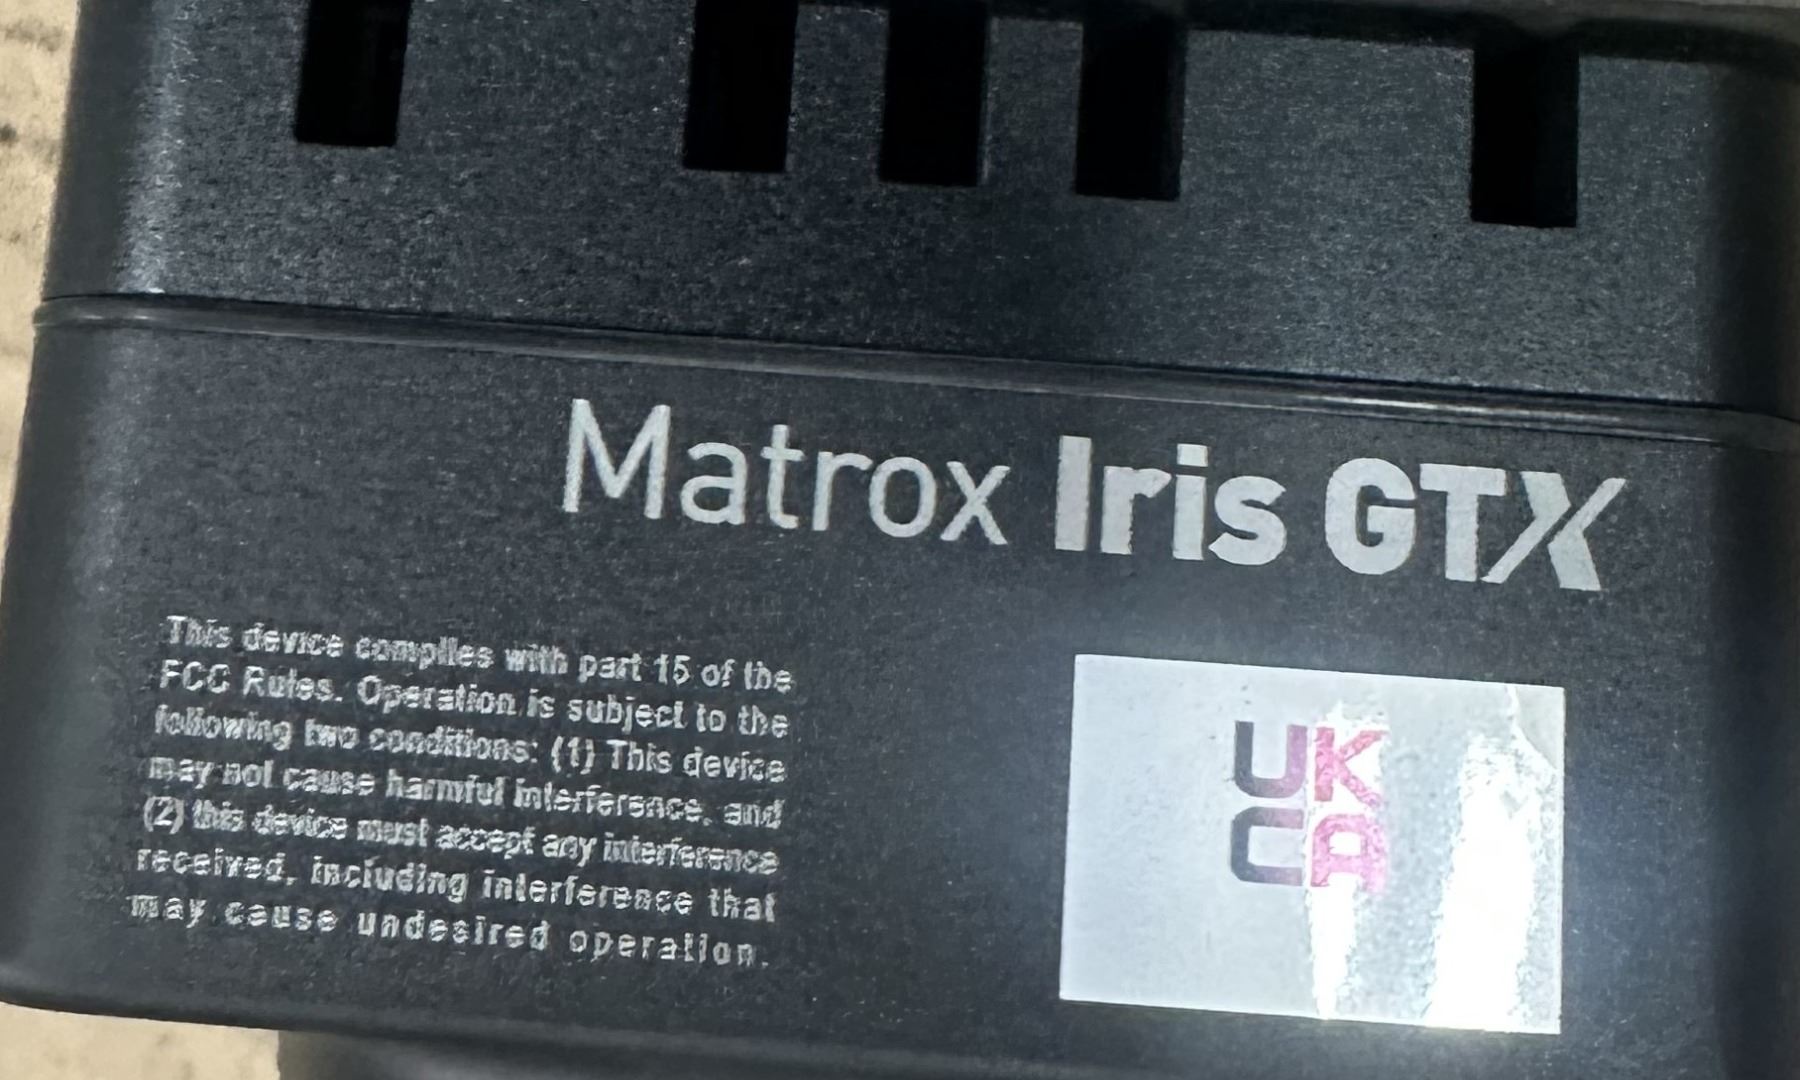 Matrox Iris GTX
This device complies with part 15 of the
FCC Rules. Operation is subject to the
following two conditions: (1) This device
may not cause harmful interference, and
(2) this device must accept any interference
received, including interference that
may cause undesired operation.
UK
CA